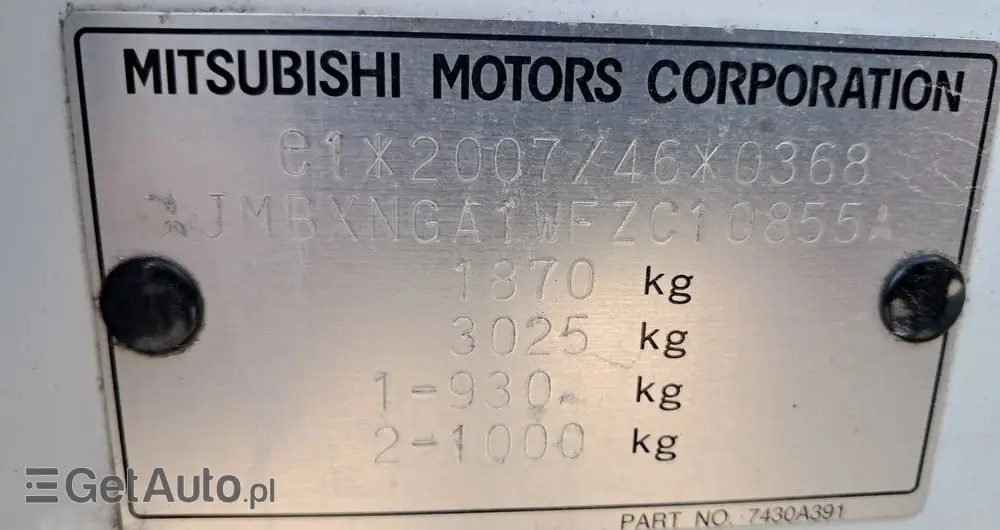 MITSUBISHI MOTORS CORPORATION
e1*2007/46*0368
JMBXNGA1WFZC10855
1870 kg
3025 kg
1-930 kg
2-1000 kg
PART NO. 7430A391
GetAuto.pl